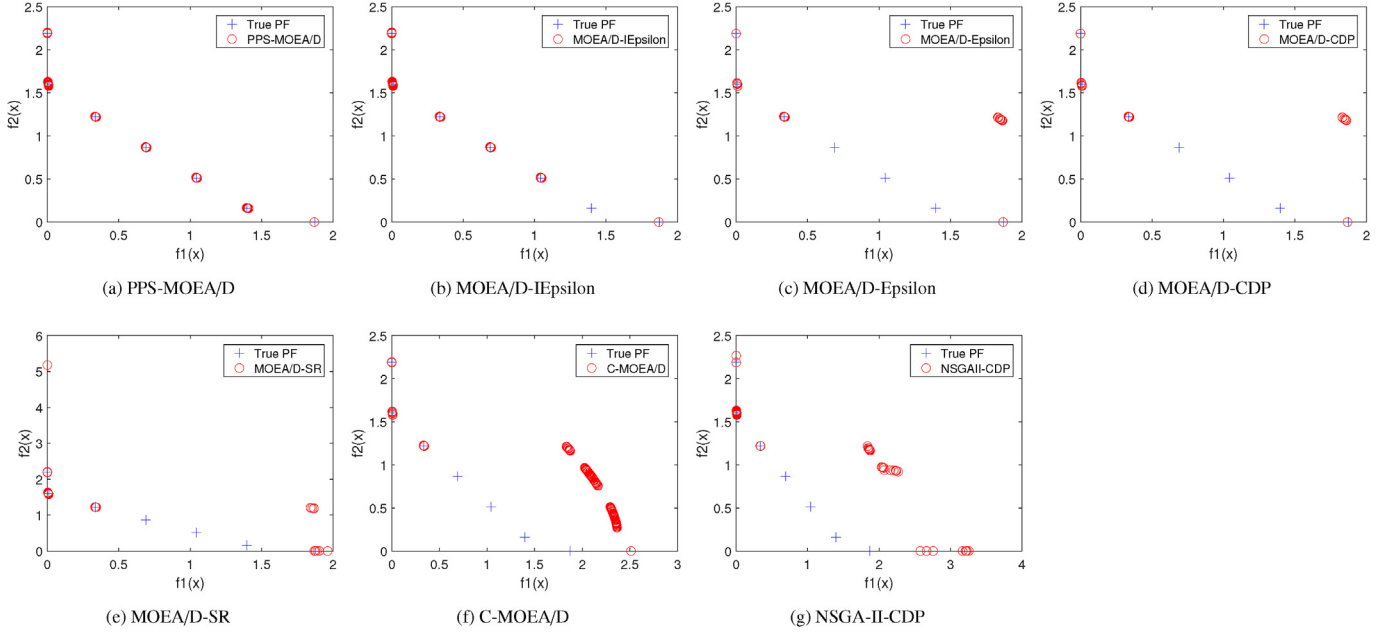 True PF
PPS-MOEA/D
2.5
2
1.5
1
0.5
0
f2(x)
0 0.5 1 1.5 2
f1(x)
(a) PPS-MOEA/D
True PF
MOEA/D-IEpsilon
2.5
2
1.5
1
0.5
0
f2(x)
0 0.5 1 1.5 2
f1(x)
(b) MOEA/D-IEpsilon
True PF
MOEA/D-Epsilon
2.5
2
1.5
1
0.5
0
f2(x)
0 0.5 1 1.5 2
f1(x)
(c) MOEA/D-Epsilon
True PF
MOEA/D-CDP
2.5
2
1.5
1
0.5
0
f2(x)
0 0.5 1 1.5 2
f1(x)
(d) MOEA/D-CDP
True PF
MOEA/D-SR
6
5
4
3
2
1
0
f2(x)
0 0.5 1 1.5 2
f1(x)
(e) MOEA/D-SR
True PF
C-MOEA/D
2.5
2
1.5
1
0.5
0
f2(x)
0 0.5 1 1.5 2 2.5 3
f1(x)
(f) C-MOEA/D
True PF
NSGAII-CDP
2.5
2
1.5
1
0.5
0
f2(x)
0 1 2 3 4
f1(x)
(g) NSGA-II-CDP